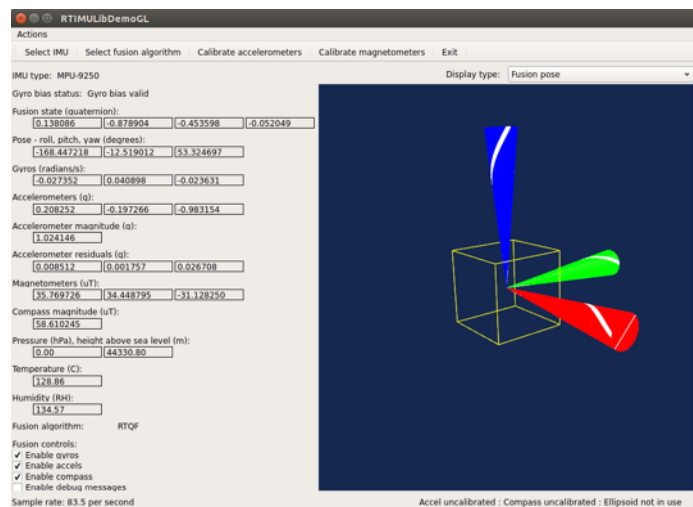 RTIMULibDemoGL
Actions
Select IMU Select fusion algorithm Calibrate accelerometers Calibrate magnetometers Exit
IMU type: MPU-9250
Display type: Fusion pose
Gyro bias status: Gyro bias valid
Fusion state (quaternion):
0.138086 -0.878904 -0.453598 -0.052049
Pose - roll, pitch, yaw (degrees):
-168.447218 -12.519012 53.324697
Gyros (radians/s):
-0.027352 0.040898 -0.023631
Accelerometers (g):
0.208252 -0.197266 -0.983154
Accelerometer magnitude (g):
1.024146
Accelerometer residuals (g):
0.008512 0.001757 0.026708
Magnetometers (uT):
35.769726 34.448795 -31.128250
Compass magnitude (uT):
58.610245
Pressure (hPa), height above sea level (m):
0.00 44330.80
Temperature (C):
128.86
Humidity (RH):
134.57
Fusion algorithm: RTQF
Fusion controls:
Enable gyros
Enable accels
Enable compass
Enable debug messages
Sample rate: 83.5 per second
Accel uncalibrated : Compass uncalibrated : Ellipsoid not in use